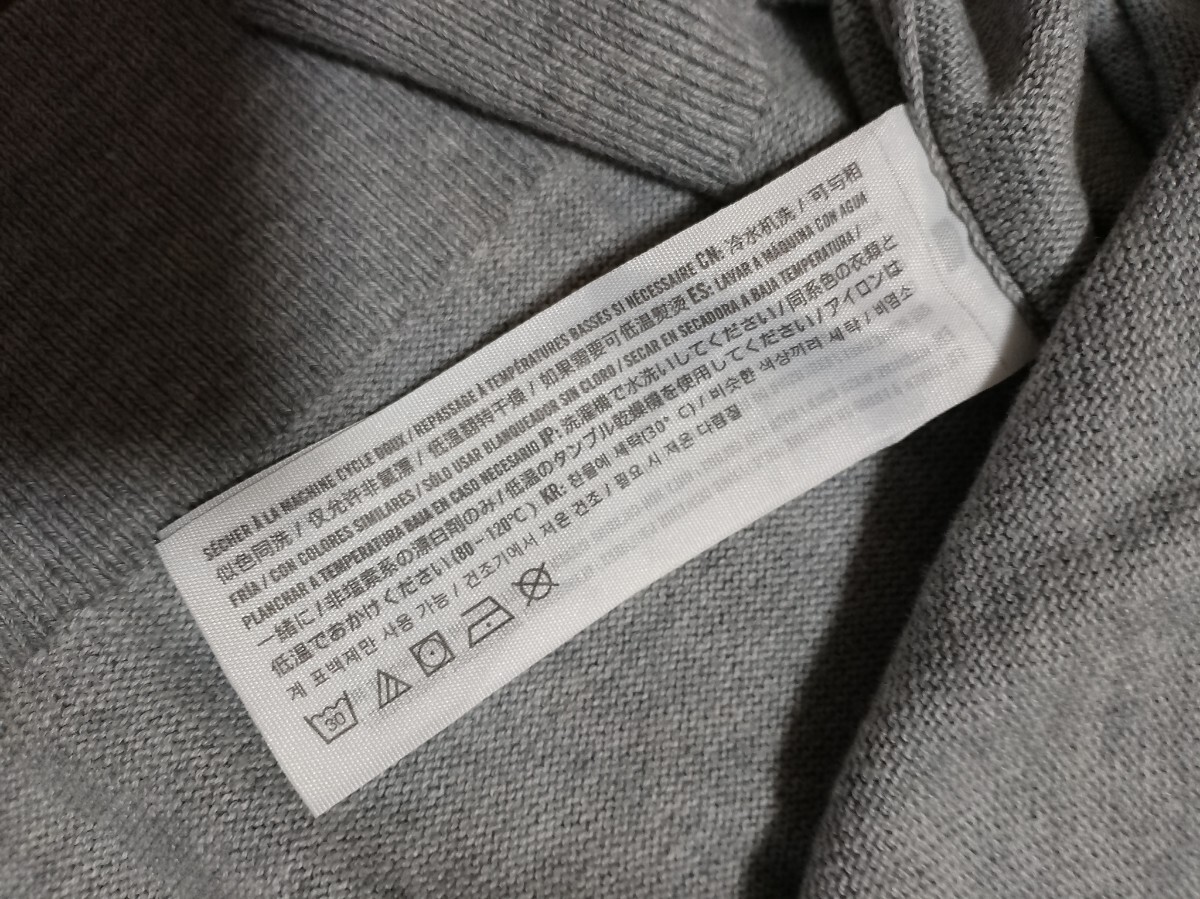 SÉCHER À LA MACHINE CYCLE DOUX / REPASSAGE À TEMPÉRATURES BASSES SI NÉCESSAIRE CN: 冷水机洗 / 可与相
似色同洗 / 仅允许非氯漂 / 低温翻转干燥 / 如果需要可低温熨烫 ES: LAVAR A MÁQUINA CON AGUA
FRÍA / CON COLORES SIMILARES / SÓLO USAR BLANQUEADOR SIN CLORO / SECAR EN SECADORA A BAJA TEMPERATURA /
PLANCHAR A TEMPERATURA BAJA EN CASO NECESARIO JP: 洗濯機で水洗いしてください / 同系色の衣類と
一緒に / 非塩素系の漂白剤のみ / 低温のタンブル乾燥機を使用してください / アイロンは
低温でおかけください (80-120℃) KR: 찬물에 세탁(30° C) / 비슷한 색상끼리 세탁 / 비염소
계 표백제만 사용 가능 / 건조기에서 저온 건조 / 필요 시 저온 다림질
30